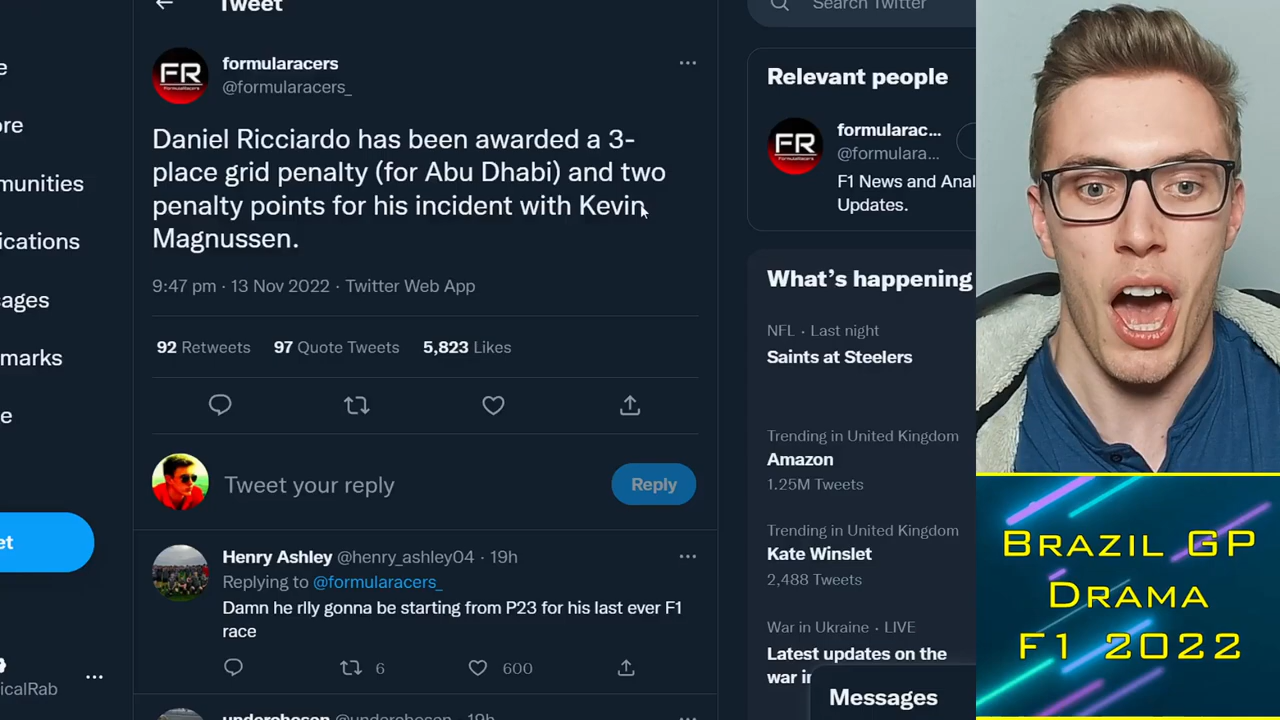 Tweet
Search Twitter
FR
formularacers
@formularacers_
Daniel Ricciardo has been awarded a 3-
place grid penalty (for Abu Dhabi) and two
penalty points for his incident with Kevin
Magnussen.
9:47 pm · 13 Nov 2022 · Twitter Web App
92 Retweets 97 Quote Tweets 5,823 Likes
Tweet your reply
Reply
Henry Ashley @henry_ashley04 · 19h
Replying to @formularacers_
Damn he rlly gonna be starting from P23 for his last ever F1
race
6
600
19h
Relevant people
FR
formularac...
@formulara...
F1 News and Anal
Updates.
What's happening
NFL · Last night
Saints at Steelers
Trending in United Kingdom
Amazon
1.25M Tweets
Trending in United Kingdom
Kate Winslet
2,488 Tweets
War in Ukraine · LIVE
Latest updates on the
war in
Messages
Brazil GP
Drama
F1 2022